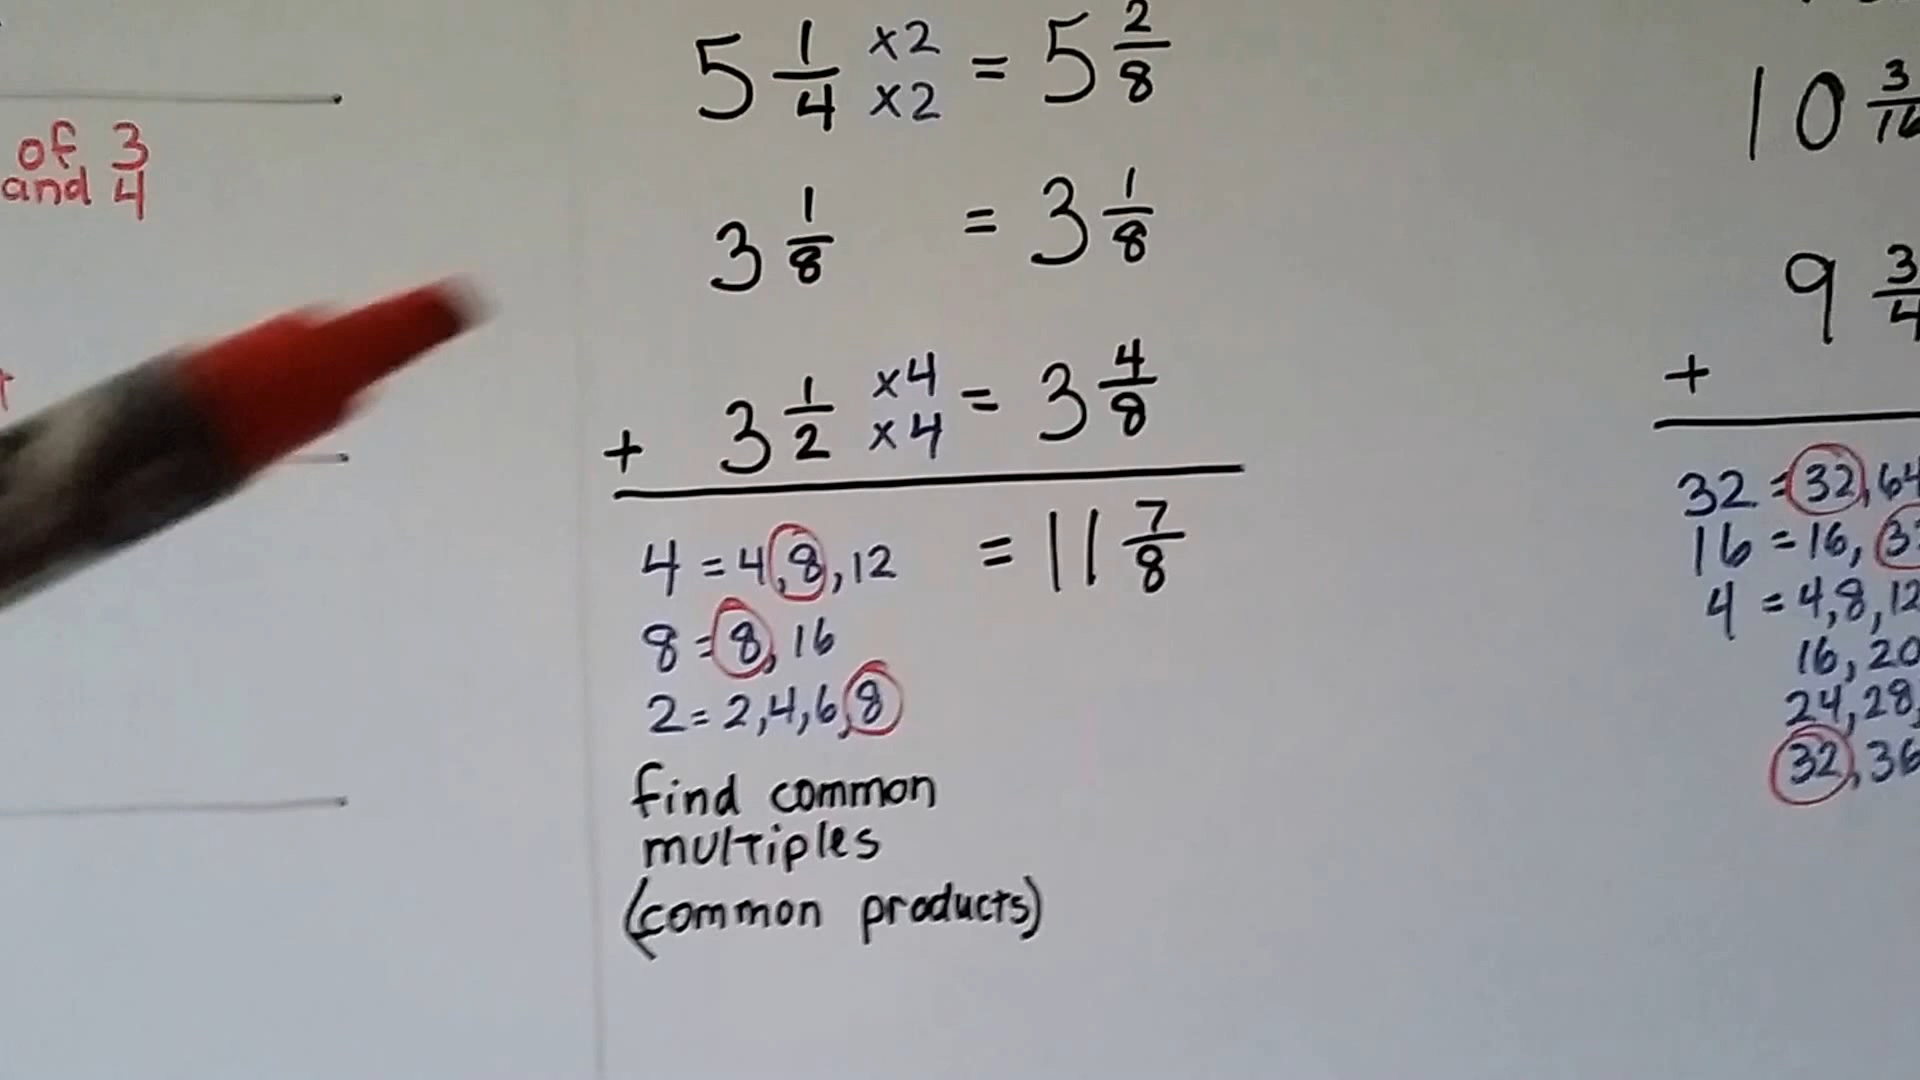 of 3
and 4
5 1/4 x2 = 5 2/8
x2
3 1/8 = 3 1/8
+ 3 1/2 x4 = 3 4/8
x4
= 11 7/8
4 = 4, 8, 12
8 = 8, 16
2 = 2, 4, 6, 8
find common
multiples
(common products)
10 3/16
9 3/4
+
32 = 32, 64
16 = 16,
4 = 4, 8, 12
16, 20
24, 28,
32, 36